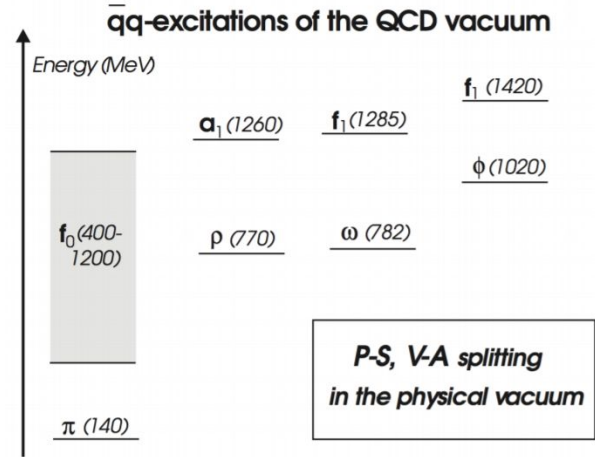 q̄q-excitations of the QCD vacuum
Energy (MeV)
f₁ (1420)
a₁ (1260)
f₁ (1285)
ϕ (1020)
f₀ (400-
1200)
ρ (770)
ω (782)
P-S, V-A splitting
in the physical vacuum
π (140)